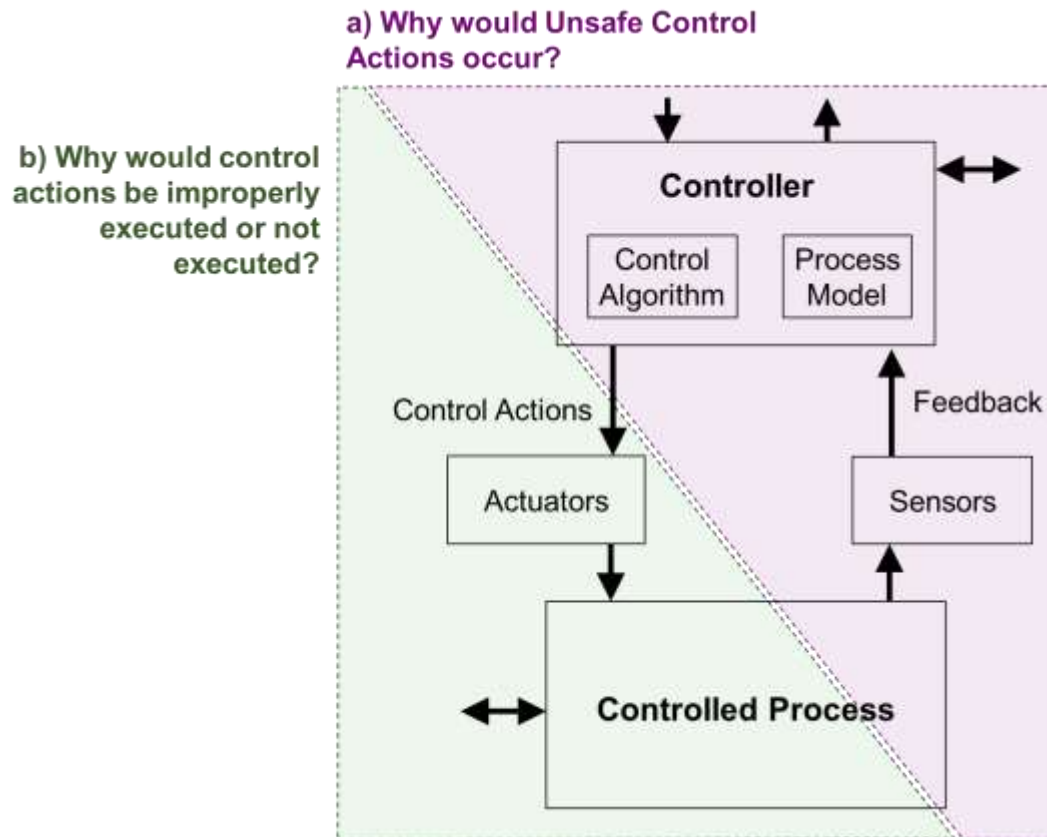 a) Why would Unsafe Control
Actions occur?
b) Why would control
actions be improperly
executed or not
executed?
Controller
Control
Algorithm
Process
Model
Control Actions
Feedback
Actuators
Sensors
Controlled Process